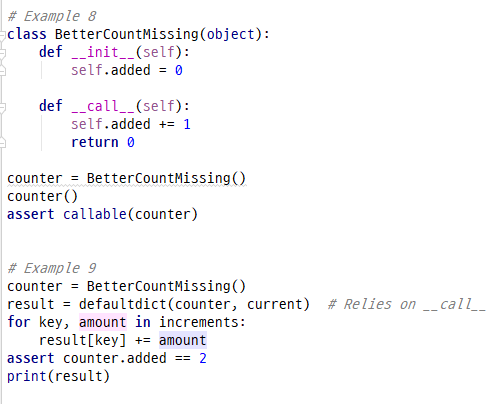 # Example 8
class BetterCountMissing(object):
    def __init__(self):
        self.added = 0
    def __call__(self):
        self.added += 1
        return 0
counter = BetterCountMissing()
counter()
assert callable(counter)
# Example 9
counter = BetterCountMissing()
result = defaultdict(counter, current)  # Relies on __call__
for key, amount in increments:
    result[key] += amount
assert counter.added == 2
print(result)